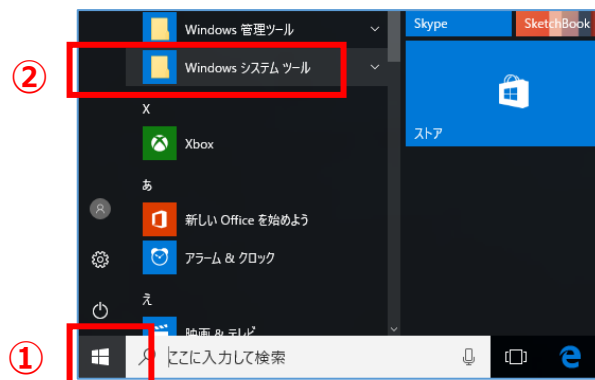 Windows 管理ツール
Skype
SketchBook
②
Windows システム ツール
X
Xbox
ストア
あ
新しい Office を始めよう
アラーム & クロック
え
映画 & テレビ
①
ここに入力して検索